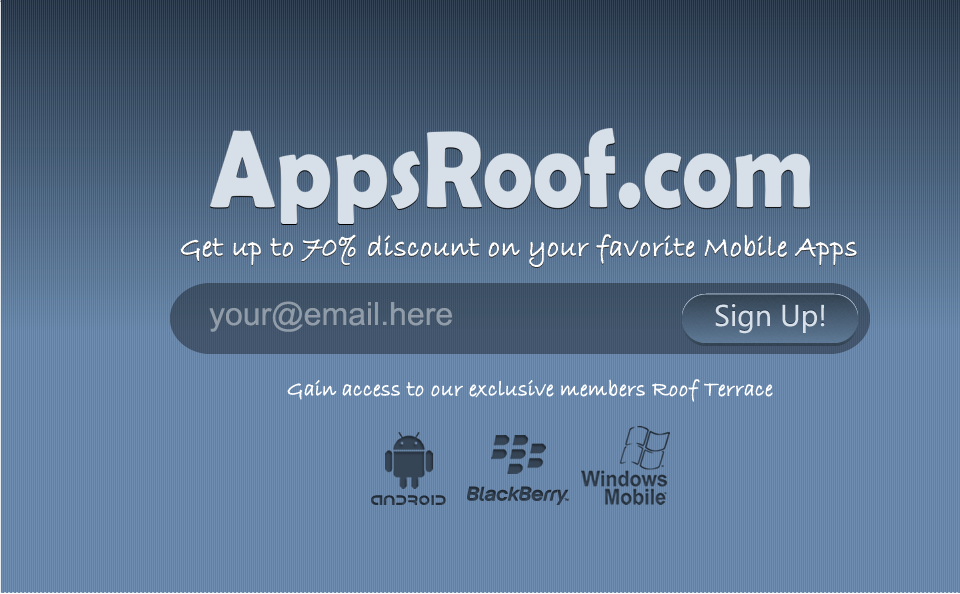 AppsRoof.com
Get up to 70% discount on your favorite Mobile Apps
your@email.here
Sign Up!
Gain access to our exclusive members Roof Terrace
ANDROID
BlackBerry.
Windows
Mobile